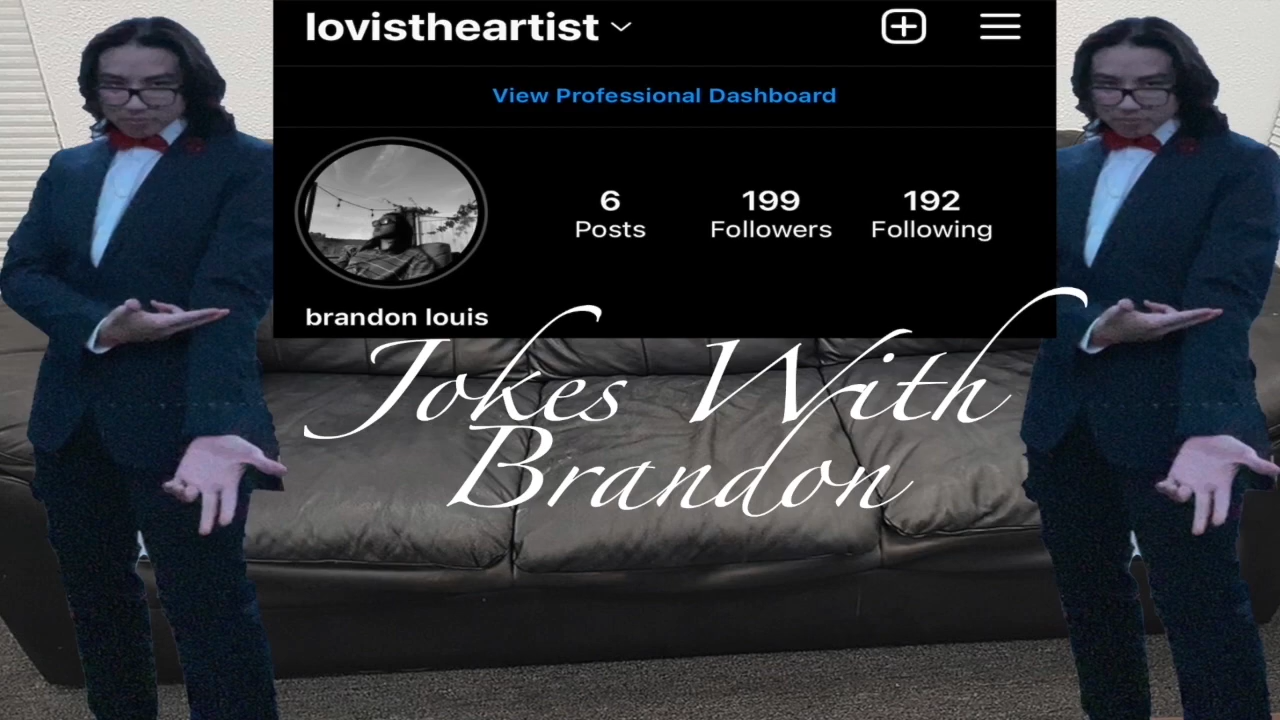 lovistheartist
View Professional Dashboard
6 199 192
Posts Followers Following
brandon louis
Jokes With
Brandon